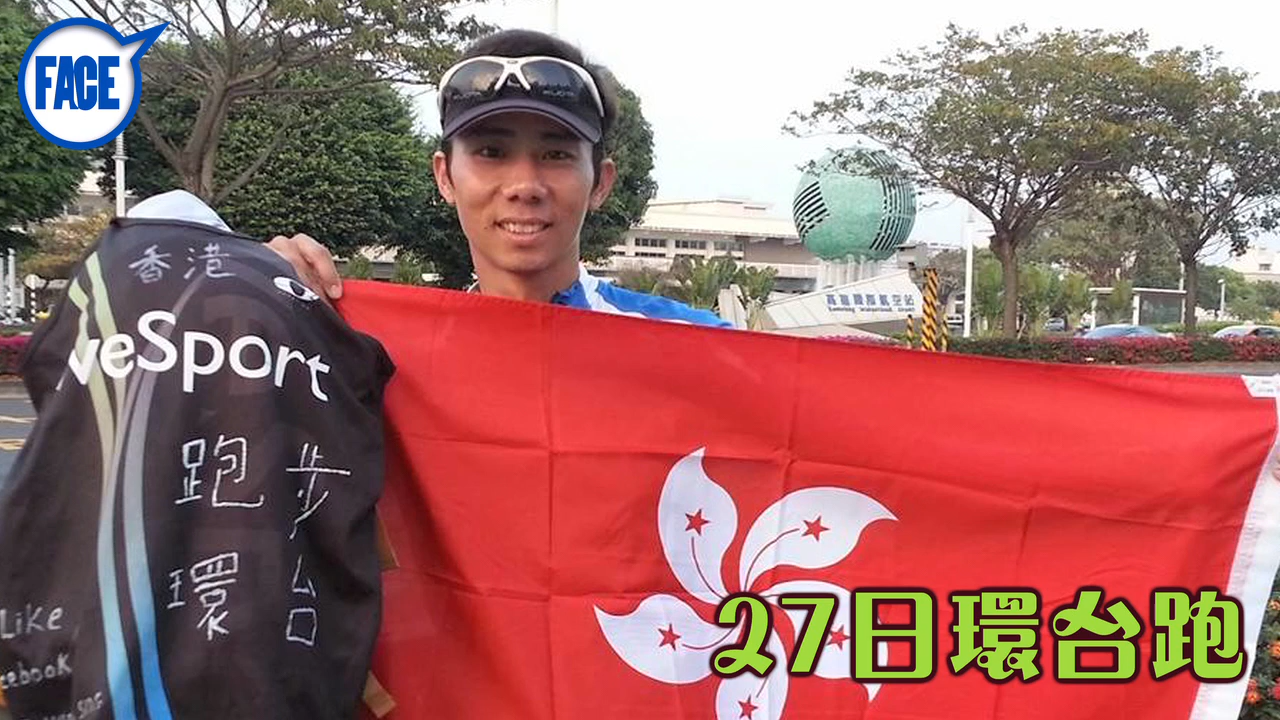 FACE
香港
veSport
跑步
環台
Like
cebook
高雄國際航空站
Kaohsiung International Airport
27日環台跑